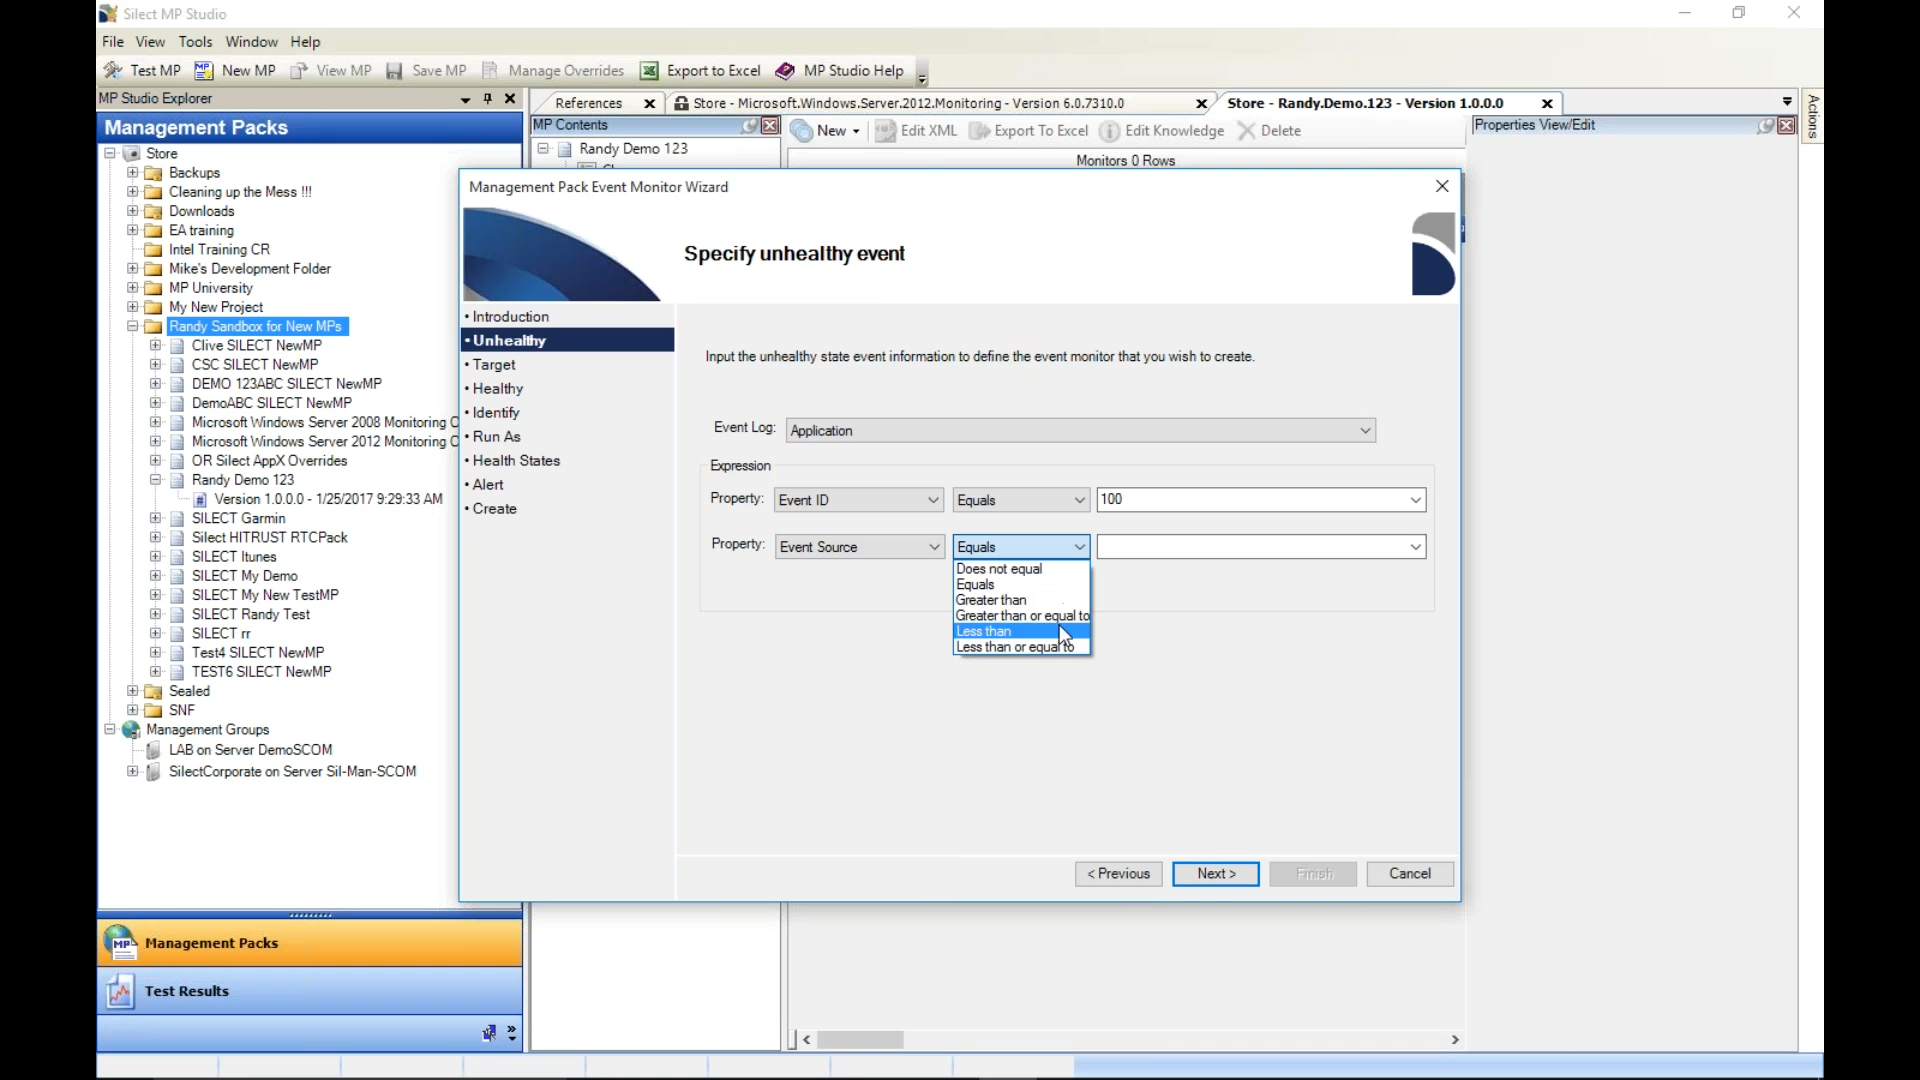 Silect MP Studio
File View Tools Window Help
Test MP New MP View MP Save MP Manage Overrides Export to Excel MP Studio Help
MP Studio Explorer
References
Store - Microsoft.Windows.Server.2012.Monitoring - Version 6.0.7310.0
Store - Randy.Demo.123 - Version 1.0.0.0
Actions
Management Packs
MP Contents
New Edit XML Export To Excel Edit Knowledge Delete
Properties View/Edit
Randy Demo 123
Monitors 0 Rows
Store
Backups
Cleaning up the Mess !!!
Downloads
EA training
Intel Training CR
Mike's Development Folder
MP University
My New Project
Randy Sandbox for New MPs
Clive SILECT NewMP
CSC SILECT NewMP
DEMO 123ABC SILECT NewMP
DemoABC SILECT NewMP
Microsoft Windows Server 2008 Monitoring
Microsoft Windows Server 2012 Monitoring
OR Silect AppX Overrides
Randy Demo 123
Version 1.0.0.0 - 1/25/2017 9:29:33 AM
SILECT Garmin
Silect HITRUST RTCPack
SILECT Itunes
SILECT My Demo
SILECT My New TestMP
SILECT Randy Test
SILECT rr
Test4 SILECT NewMP
TEST6 SILECT NewMP
Sealed
SNF
Management Groups
LAB on Server DemoSCOM
SilectCorporate on Server Sil-Man-SCOM
MP
Management Packs
Test Results
Management Pack Event Monitor Wizard
Specify unhealthy event
• Introduction
• Unhealthy
• Target
• Healthy
• Identify
• Run As
• Health States
• Alert
• Create
Input the unhealthy state event information to define the event monitor that you wish to create.
Event Log: Application
Expression
Property: Event ID Equals 100
Property: Event Source Equals
Does not equal
Equals
Greater than
Greater than or equal to
Less than
Less than or equal to
< Previous Next > Finish Cancel